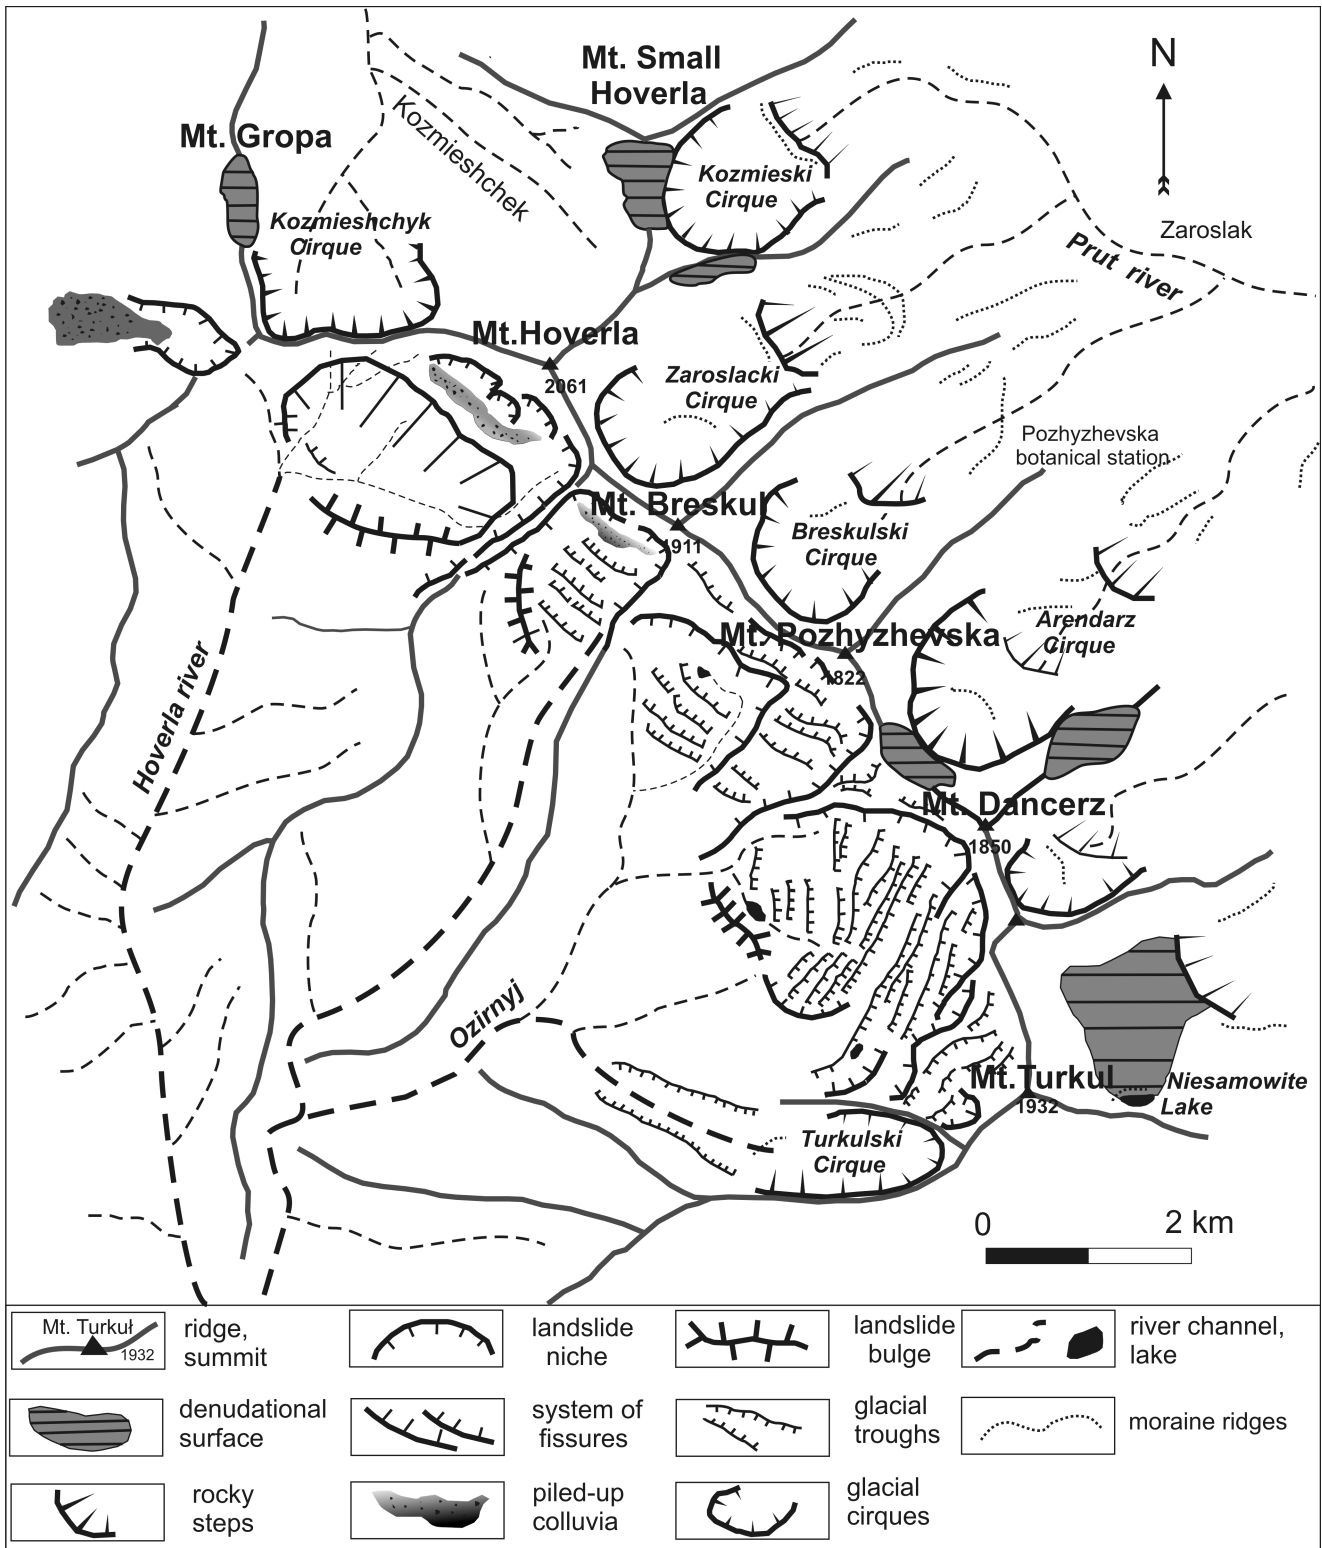 Mt. Small
Hoverla
N
Mt. Gropa
Kozmieshchek
Kozmieski
Cirque
Kozmieshchyk
Cirque
Zaroslak
Prut river
Mt.Hoverla
2061
Zaroslacki
Cirque
Pozhyzhevska
botanical station
Mt. Breskul
1911
Breskulski
Cirque
Mt. Pozhyzhevska
1822
Arendarz
Cirque
Hoverla river
Mt. Dancerz
1850
Ozirnyj
Mt.Turkul
1932
Niesamowite
Lake
Turkulski
Cirque
0 2 km
Mt. Turkuł
1932
ridge,
summit
landslide
niche
landslide
bulge
river channel,
lake
denudational
surface
system of
fissures
glacial
troughs
moraine ridges
rocky
steps
piled-up
colluvia
glacial
cirques